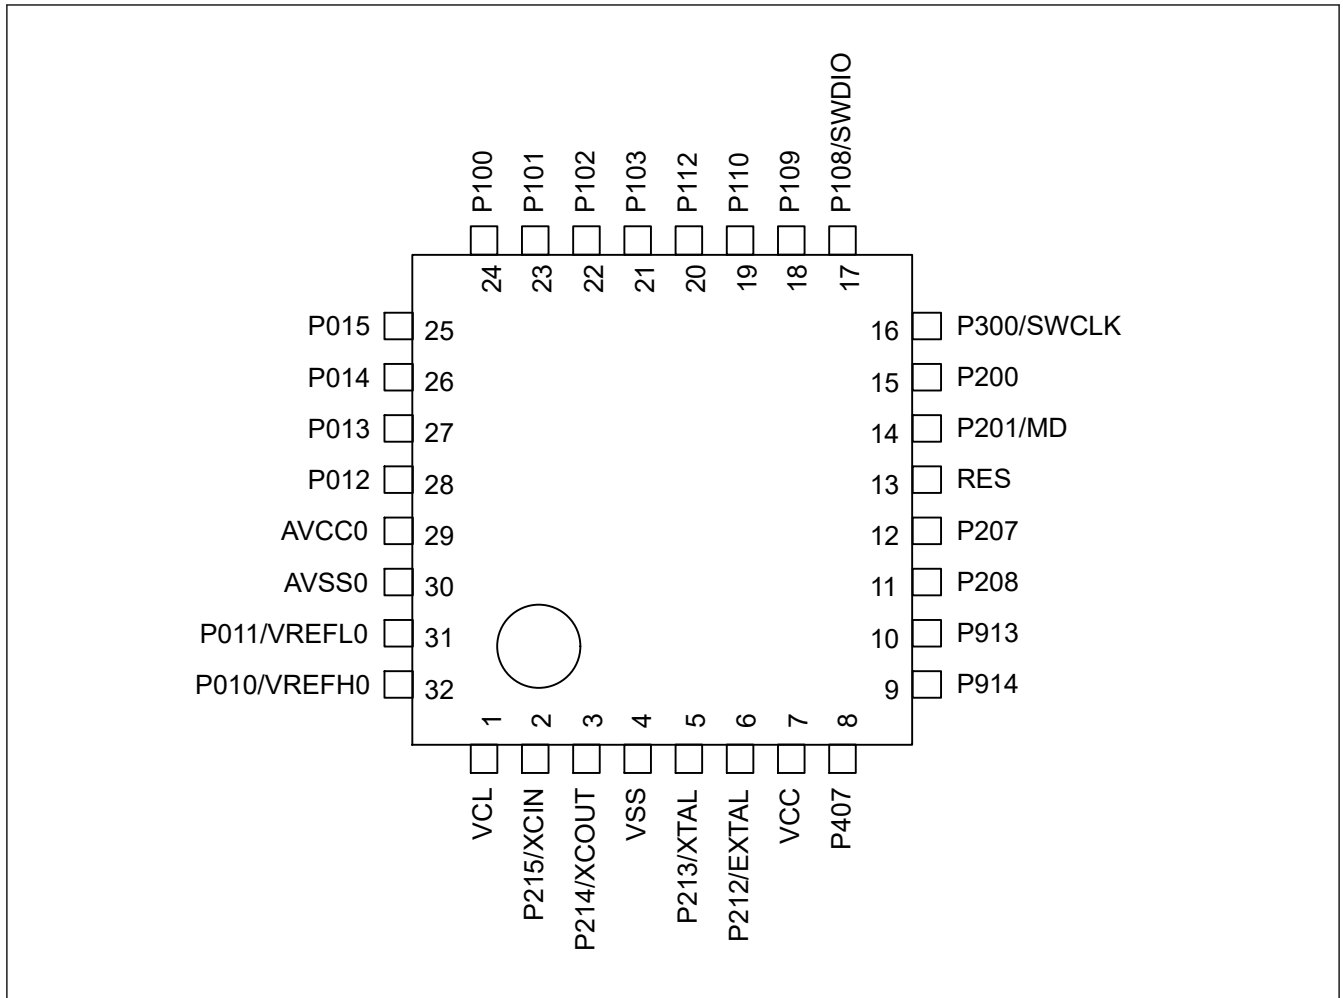 P100
P101
P102
P103
P112
P110
P109
P108/SWDIO
24
23
22
21
20
19
18
17
P015 25
P014 26
P013 27
P012 28
AVCC0 29
AVSS0 30
P011/VREFL0 31
P010/VREFH0 32
16 P300/SWCLK
15 P200
14 P201/MD
13 RES
12 P207
11 P208
10 P913
9 P914
1
2
3
4
5
6
7
8
VCL
P215/XCIN
P214/XCOUT
VSS
P213/XTAL
P212/EXTAL
VCC
P407